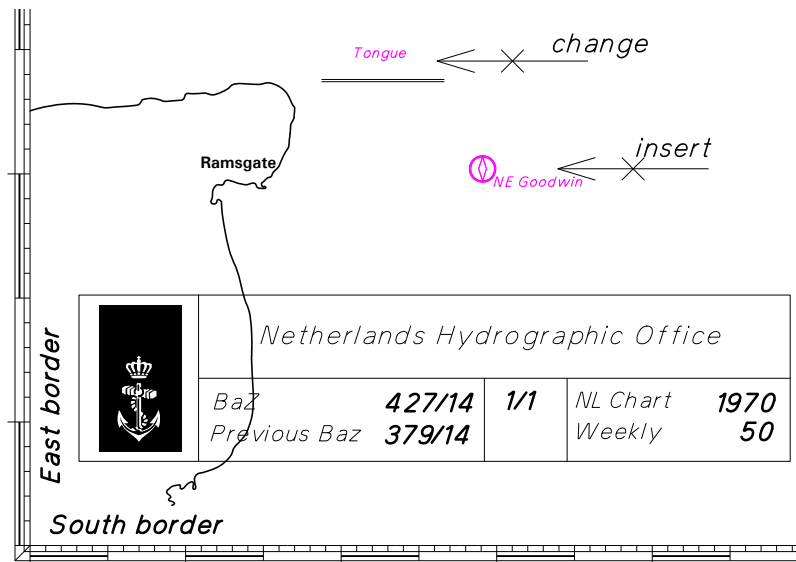 change
Tongue
insert
Ramsgate
NE Goodwin
Netherlands Hydrographic Office
BaZ 427/14 1/1 NL Chart 1970
Previous Baz 379/14 Weekly 50
East border
South border